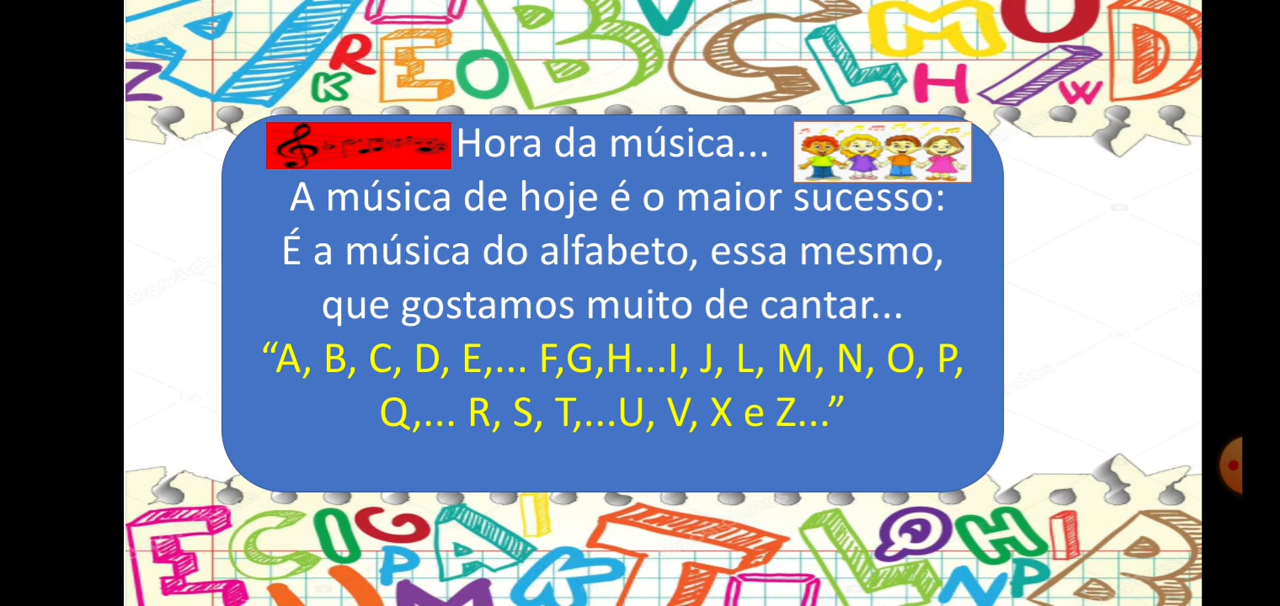 Hora da música...
A música de hoje é o maior sucesso:
É a música do alfabeto, essa mesmo,
que gostamos muito de cantar...
“A, B, C, D, E,... F,G,H...I, J, L, M, N, O, P,
Q,... R, S, T,...U, V, X e Z...”